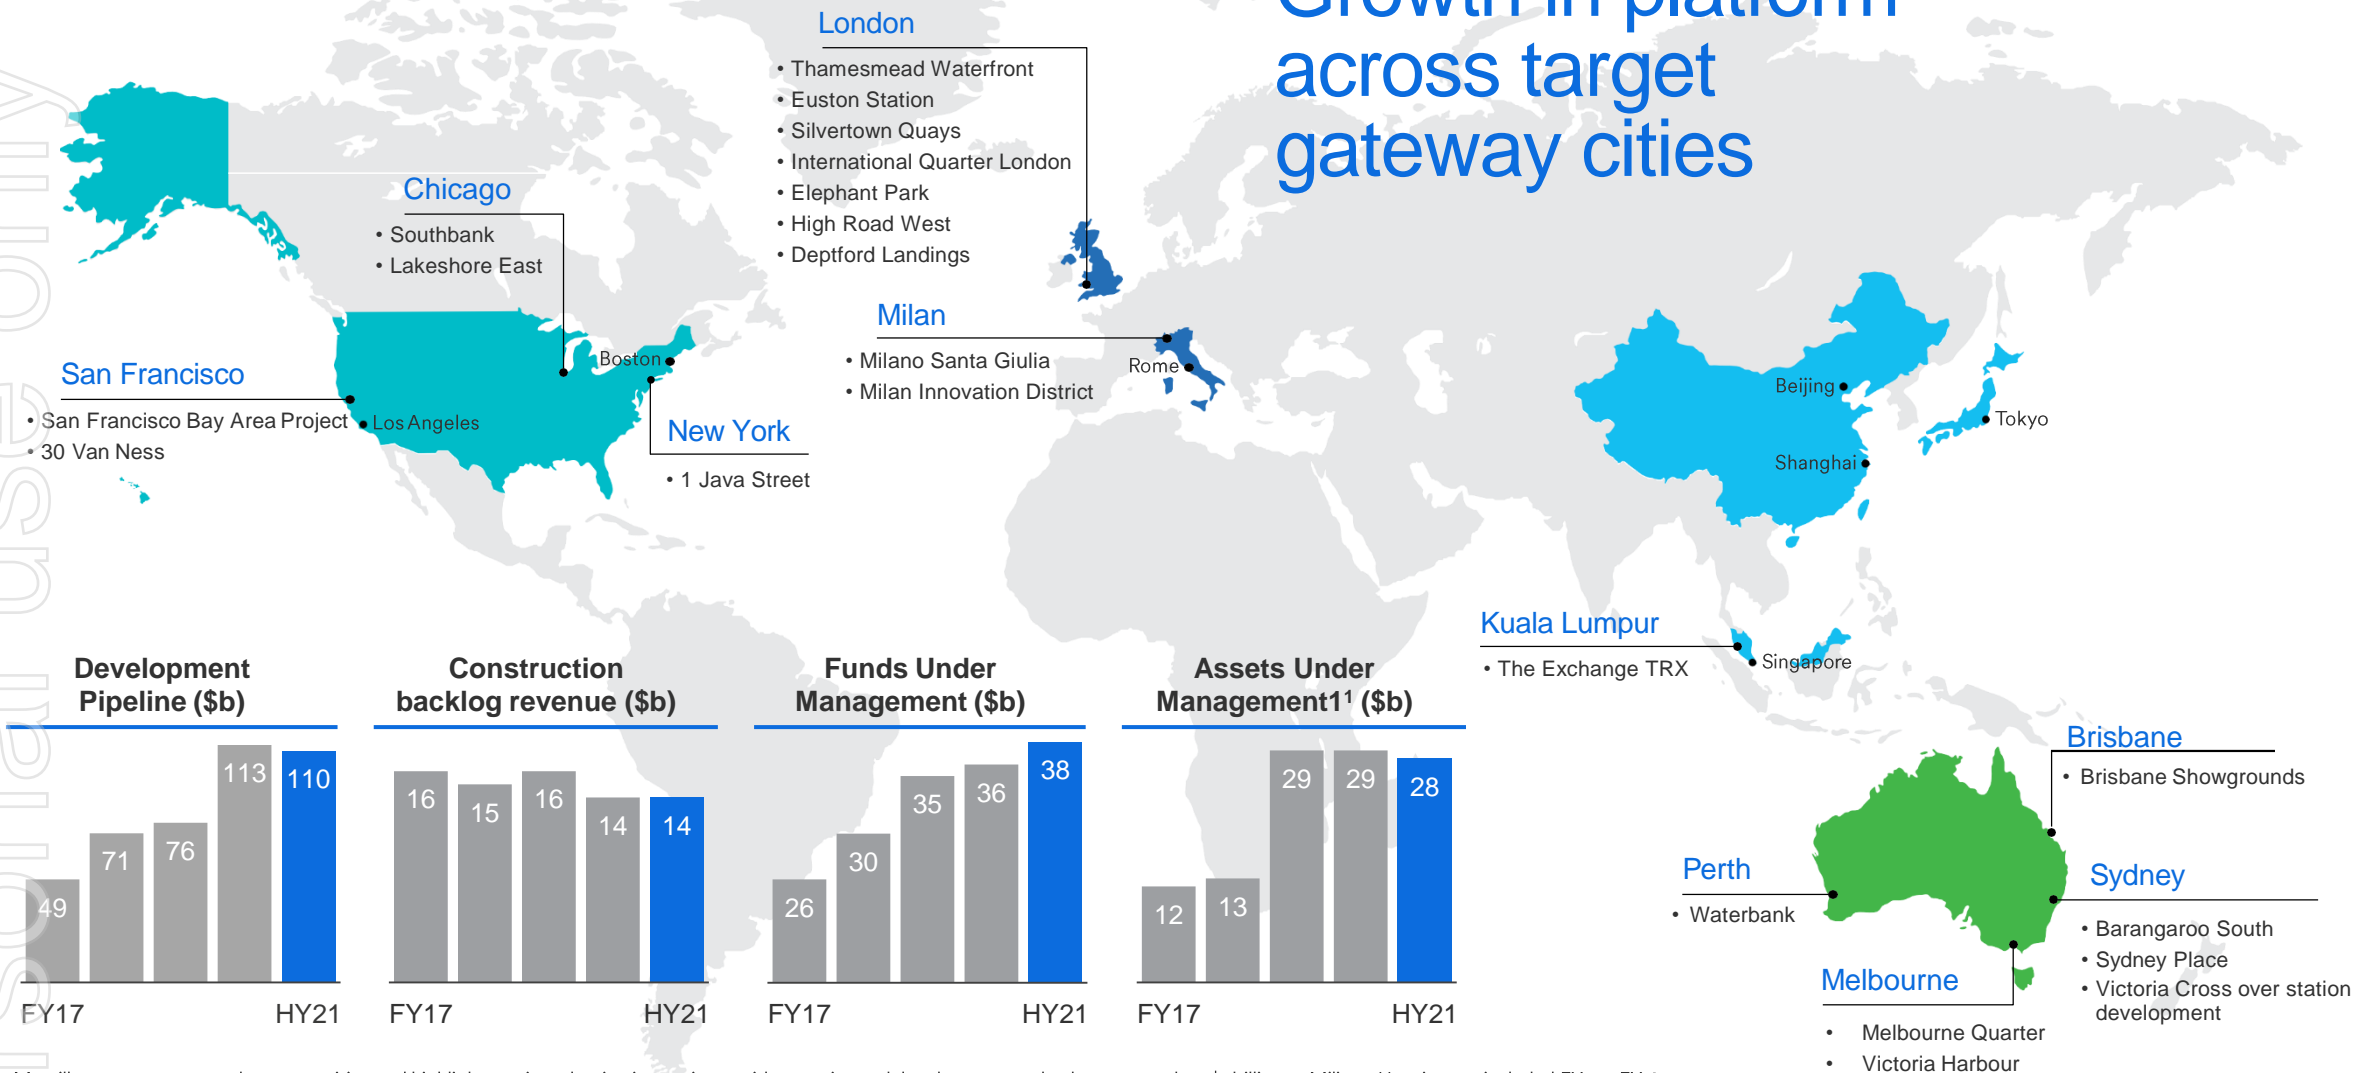 Growth in platform
across target
gateway cities
London
• Thamesmead Waterfront
• Euston Station
• Silvertown Quays
• International Quarter London
• Elephant Park
• High Road West
• Deptford Landings
Chicago
• Southbank
• Lakeshore East
Milan
• Milano Santa Giulia
• Milan Innovation District
Rome
Boston
San Francisco
• San Francisco Bay Area Project
• 30 Van Ness
Los Angeles
New York
• 1 Java Street
Beijing
Tokyo
Shanghai
Kuala Lumpur
• The Exchange TRX
Singapore
Brisbane
• Brisbane Showgrounds
Perth
• Waterbank
Sydney
• Barangaroo South
• Sydney Place
• Victoria Cross over station
development
Melbourne
• Melbourne Quarter
• Victoria Harbour
Development
Pipeline ($b)
49 71 76 113 110
FY17 HY21
Construction
backlog revenue ($b)
16 15 16 14 14
FY17 HY21
Funds Under
Management ($b)
26 30 35 36 38
FY17 HY21
Assets Under
Management1¹ ($b)
12 13 29 29 28
FY17 HY21
use only